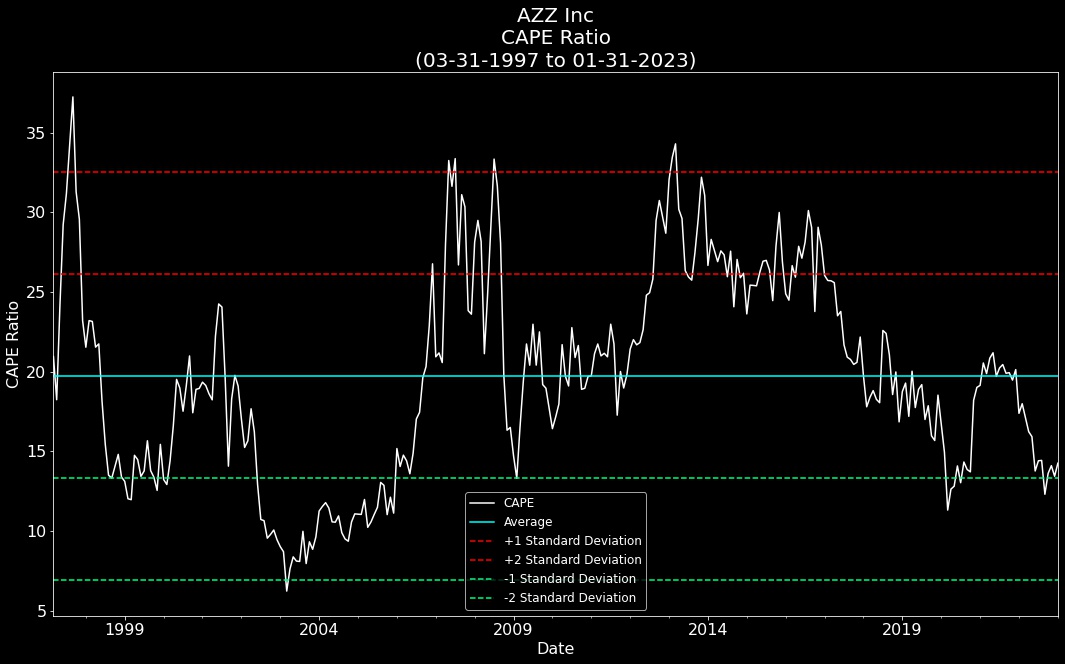 AZZ Inc
CAPE Ratio
(03-31-1997 to 01-31-2023)
CAPE Ratio
35
30
25
20
15
10
5
CAPE
Average
+1 Standard Deviation
+2 Standard Deviation
-1 Standard Deviation
-2 Standard Deviation
1999
2004
2009
2014
2019
Date